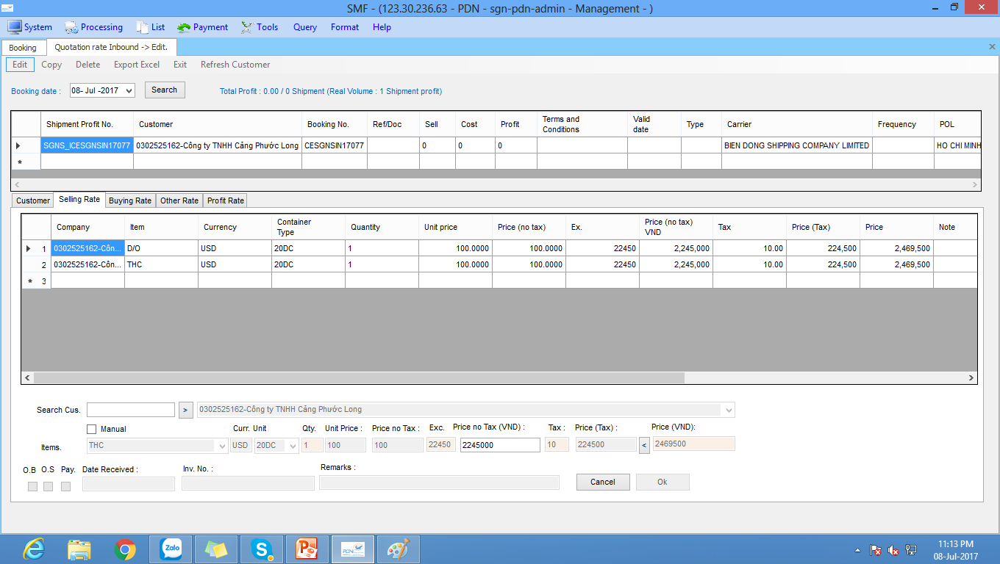 SMF - (123.30.236.63 - PDN - sgn-pdn-admin - Management - )
System Processing List Payment Tools Query Format Help
Booking Quotation rate Inbound -> Edit.
Edit Copy Delete Export Excel Exit Refresh Customer
Booking date : 08- Jul -2017 Search Total Profit : 0.00 / 0 Shipment (Real Volume : 1 Shipment profit)
Shipment Profit No. Customer Booking No. Ref/Doc Sell Cost Profit Terms and Conditions Valid date Type Carrier Frequency POL
SGNS_ICESGNSIN17077 0302525162-Công ty TNHH Cảng Phước Long CESGNSIN17077 0 0 0 BIEN DONG SHIPPING COMPANY LIMITED HO CHI MINH
Customer Selling Rate Buying Rate Other Rate Profit Rate
Company Item Currency Container Type Quantity Unit price Price (no tax) Ex. Price (no tax) VND Tax Price (Tax) Price Note
1 0302525162-Côn... D/O USD 20DC 1 100.0000 100.0000 22450 2,245,000 10.00 224,500 2,469,500
2 0302525162-Côn... THC USD 20DC 1 100.0000 100.0000 22450 2,245,000 10.00 224,500 2,469,500
* 3
Search Cus. > 0302525162-Công ty TNHH Cảng Phước Long
Manual Curr. Unit Qty. Unit Price : Price no Tax : Exc. Price no Tax (VND) : Tax : Price (Tax) : Price (VND):
Items. THC USD 20DC 1 100 100 22450 2245000 10 224500 < 2469500
O.B O.S Pay. Date Received : Inv. No. : Remarks :
Cancel Ok
Zalo
PDN
11:13 PM
08-Jul-2017